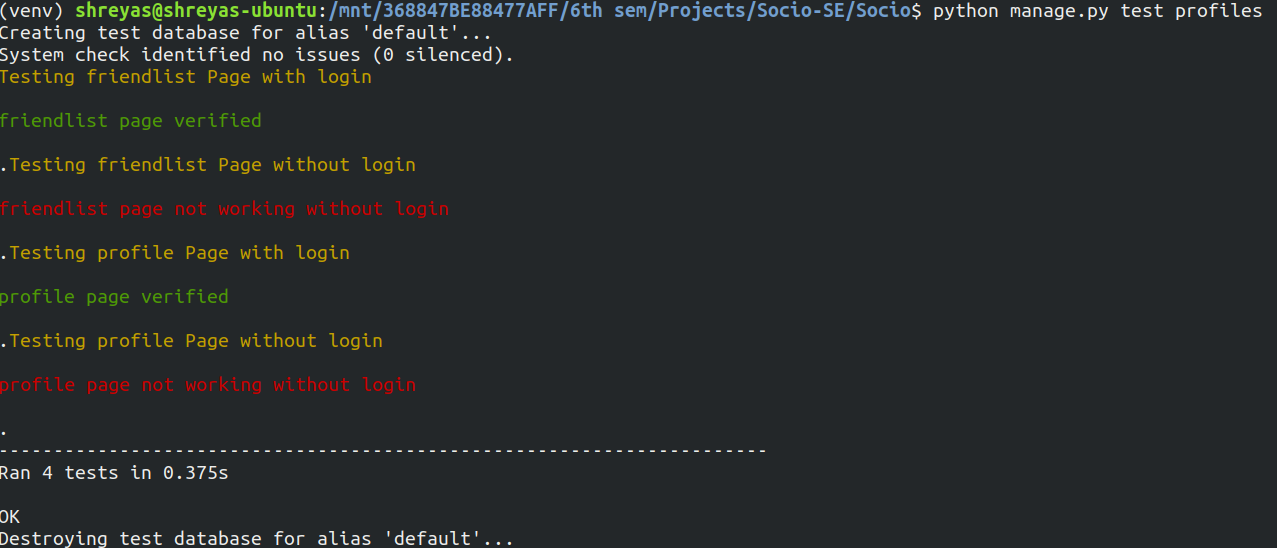 (venv) shreyas@shreyas-ubuntu:/mnt/368847BE88477AFF/6th sem/Projects/Socio-SE/Socio$ python manage.py test profiles
Creating test database for alias 'default'...
System check identified no issues (0 silenced).
Testing friendlist Page with login
friendlist page verified
.Testing friendlist Page without login
friendlist page not working without login
.Testing profile Page with login
profile page verified
.Testing profile Page without login
profile page not working without login
.
----------------------------------------------------------------------
Ran 4 tests in 0.375s
OK
Destroying test database for alias 'default'...